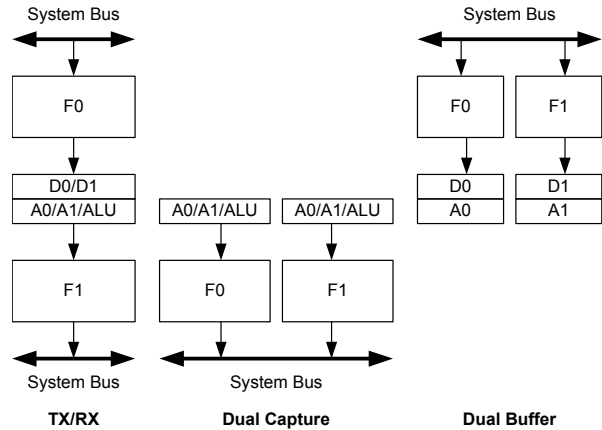 System Bus
F0
D0/D1
A0/A1/ALU
F1
System Bus
TX/RX
A0/A1/ALU
A0/A1/ALU
F0
F1
System Bus
Dual Capture
System Bus
F0
F1
D0
D1
A0
A1
Dual Buffer